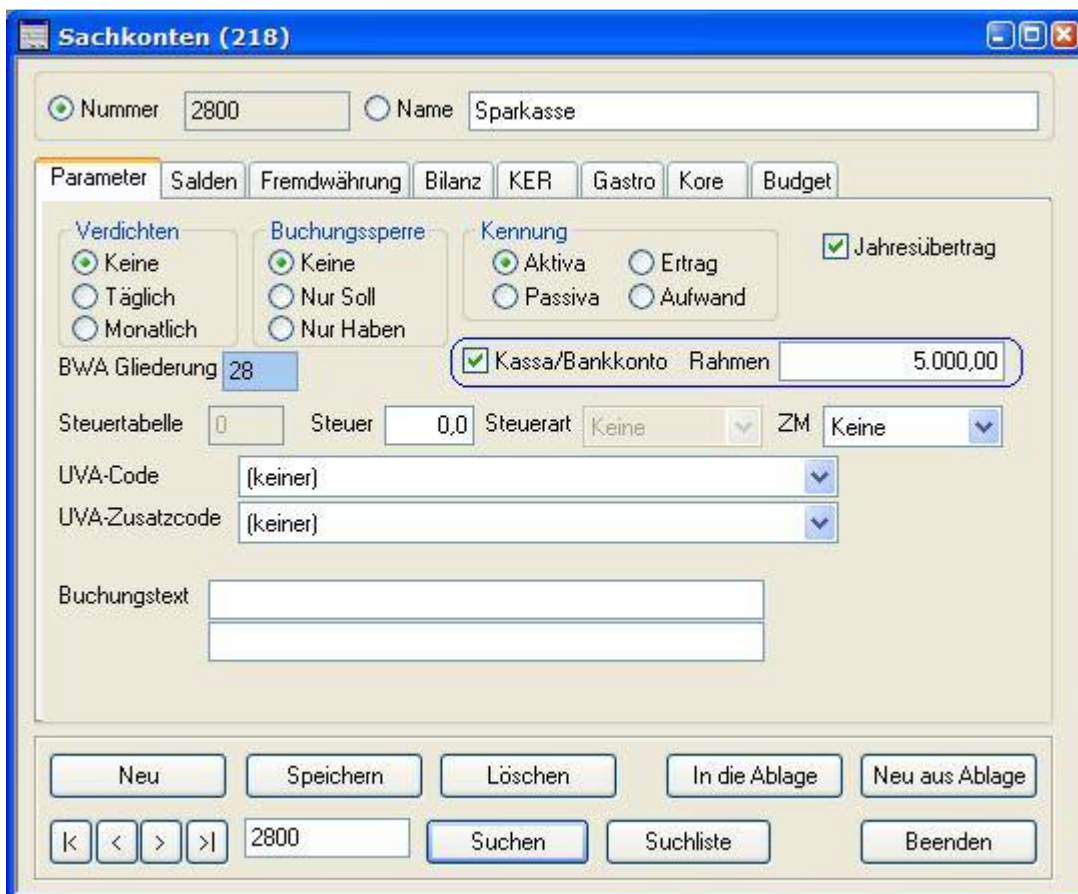 Sachkonten (218)
Nummer 2800 Name Sparkasse
Parameter Salden Fremdwährung Bilanz KER Gastro Kore Budget
Verdichten Buchungssperre Kennung
Keine Keine Aktiva Ertrag Jahresübertrag
Täglich Nur Soll Passiva Aufwand
Monatlich Nur Haben
BWA Gliederung 28 Kassa/Bankkonto Rahmen 5.000,00
Steuertabelle 0 Steuer 0,0 Steuerart Keine ZM Keine
UVA-Code (keiner)
UVA-Zusatzcode (keiner)
Buchungstext
Neu Speichern Löschen In die Ablage Neu aus Ablage
|< < > >| 2800 Suchen Suchliste Beenden